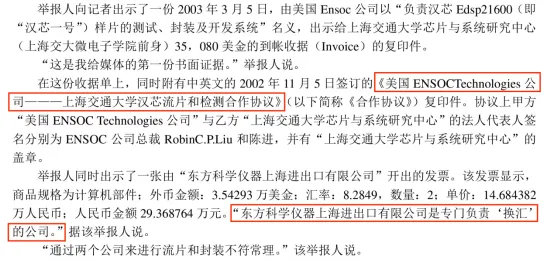 举报人向记者出示了一份 2003 年 3 月 5 日，由美国 Ensoc 公司以“负责汉芯 Edsp21600（即
“汉芯一号”）样片的测试、封装及开发系统”名义，出示给上海交通大学芯片与系统研究中心
（上海交大微电子学院前身）35，080 美金的到帐收据（Invoice）的复印件。
“这是我给媒体的第一份书面证据。”举报人说。
在这份收据单上，同时附有中英文的 2002 年 11 月 5 日签订的《美国 ENSOCTechnologies 公
司———上海交通大学汉芯流片和检测合作协议》（以下简称《合作协议》）复印件。协议上甲方
“美国 ENSOC Technologies 公司”与乙方“上海交通大学芯片与系统研究中心”的法人代表人签
名分别为 ENSOC 公司总裁 RobinC.P.Liu 和陈进，并有“上海交通大学芯片与系统研究中心”的
盖章。
举报人同时出示了一张由“东方科学仪器上海进出口有限公司”开出的发票。该发票显示，
商品规格为计算机部件；外币金额：3.54293 万美金；汇率：8.2849，数量：2；单价：14.684382
万人民币；人民币金额 29.368764 万元。“东方科学仪器上海进出口有限公司是专门负责‘换汇’
的公司。”据该举报人说。
“通过两个公司来进行流片和封装不符常理。”该举报人说。